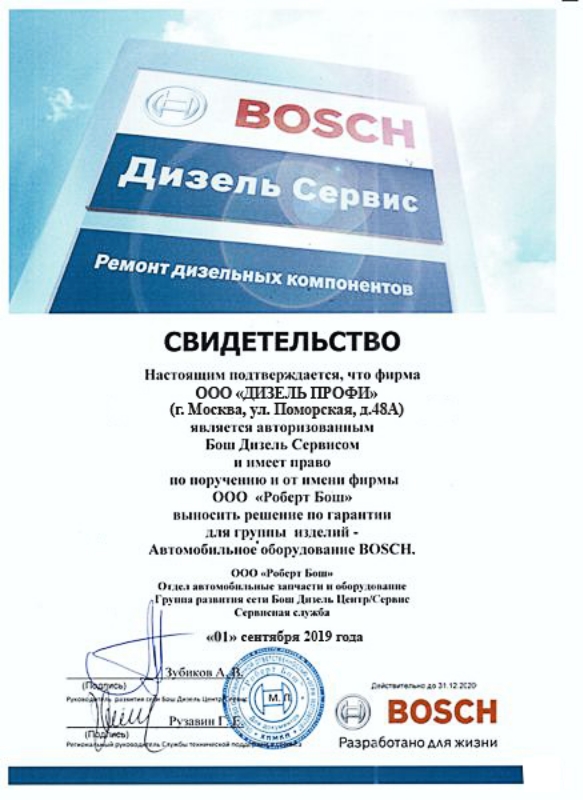 BOSCH
Дизель Сервис
Ремонт дизельных компонентов
СВИДЕТЕЛЬСТВО
Настоящим подтверждается, что фирма
ООО «ДИЗЕЛЬ ПРОФИ»
(г. Москва, ул. Поморская, д.48А)
является авторизованным
Бош Дизель Сервисом
и имеет право
по поручению и от имени фирмы
ООО «Роберт Бош»
выносить решение по гарантии
для группы изделий -
Автомобильное оборудование BOSCH.
ООО «Роберт Бош»
Отдел автомобильные запчасти и оборудование
Группа развития сети Бош Дизель Центр/Сервис
Сервисная служба
«01» сентября 2019 года
Зубиков А. В.
(Подпись)
Руководитель развития сети Бош Дизель Центр
Рузавин Г. Е.
(Подпись)
Региональный руководитель Службы технической поддержки
Роберт Бош
М.П.
Для документов
Действительно до 31.12.2020
BOSCH
Разработано для жизни